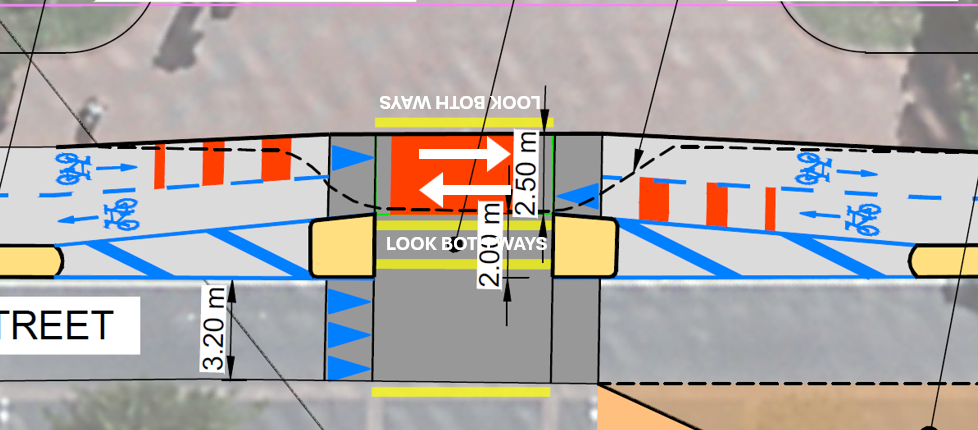 LOOK BOTH WAYS
2.50 m
2.00 m
LOOK BOTH WAYS
3.20 m
TREET